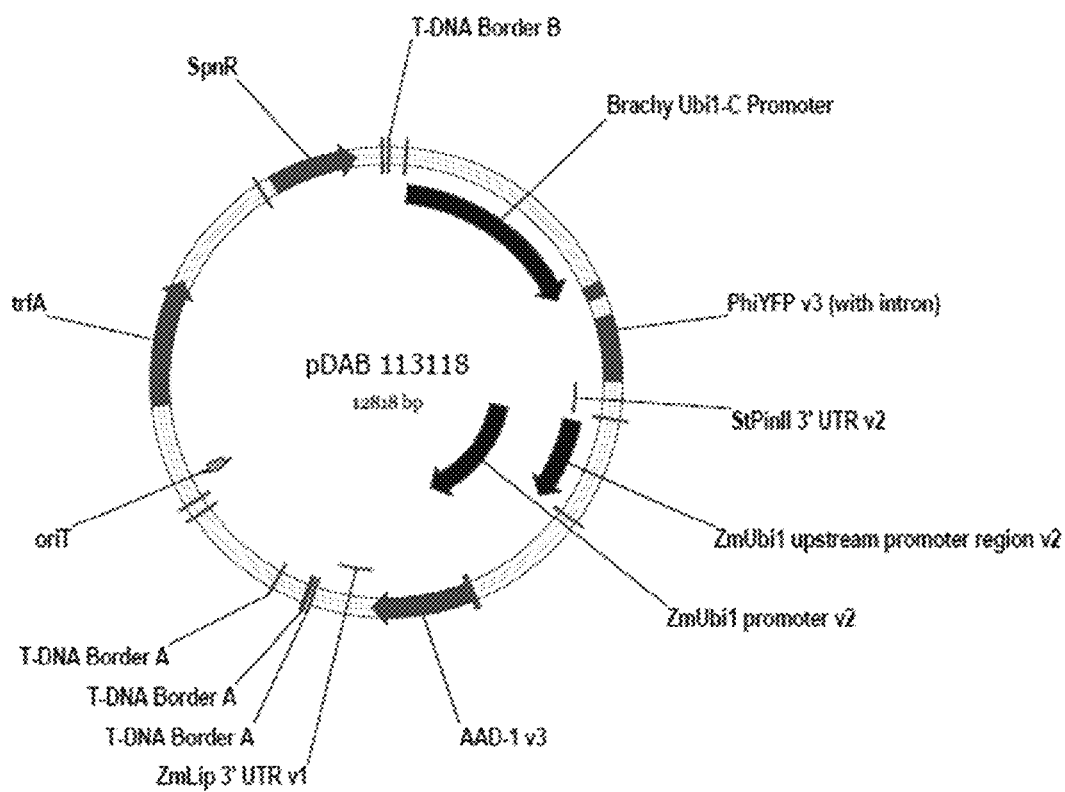 T-DNA Border B
SpnR
Brachy Ubi1-C Promoter
trfA
PhiYFP v3 (with intron)
pDAB 113118
12818 bp
StPinII 3' UTR v2
oriT
ZmUbi1 upstream promoter region v2
ZmUbi1 promoter v2
T-DNA Border A
T-DNA Border A
T-DNA Border A
AAD-1 v3
ZmLip 3' UTR v1